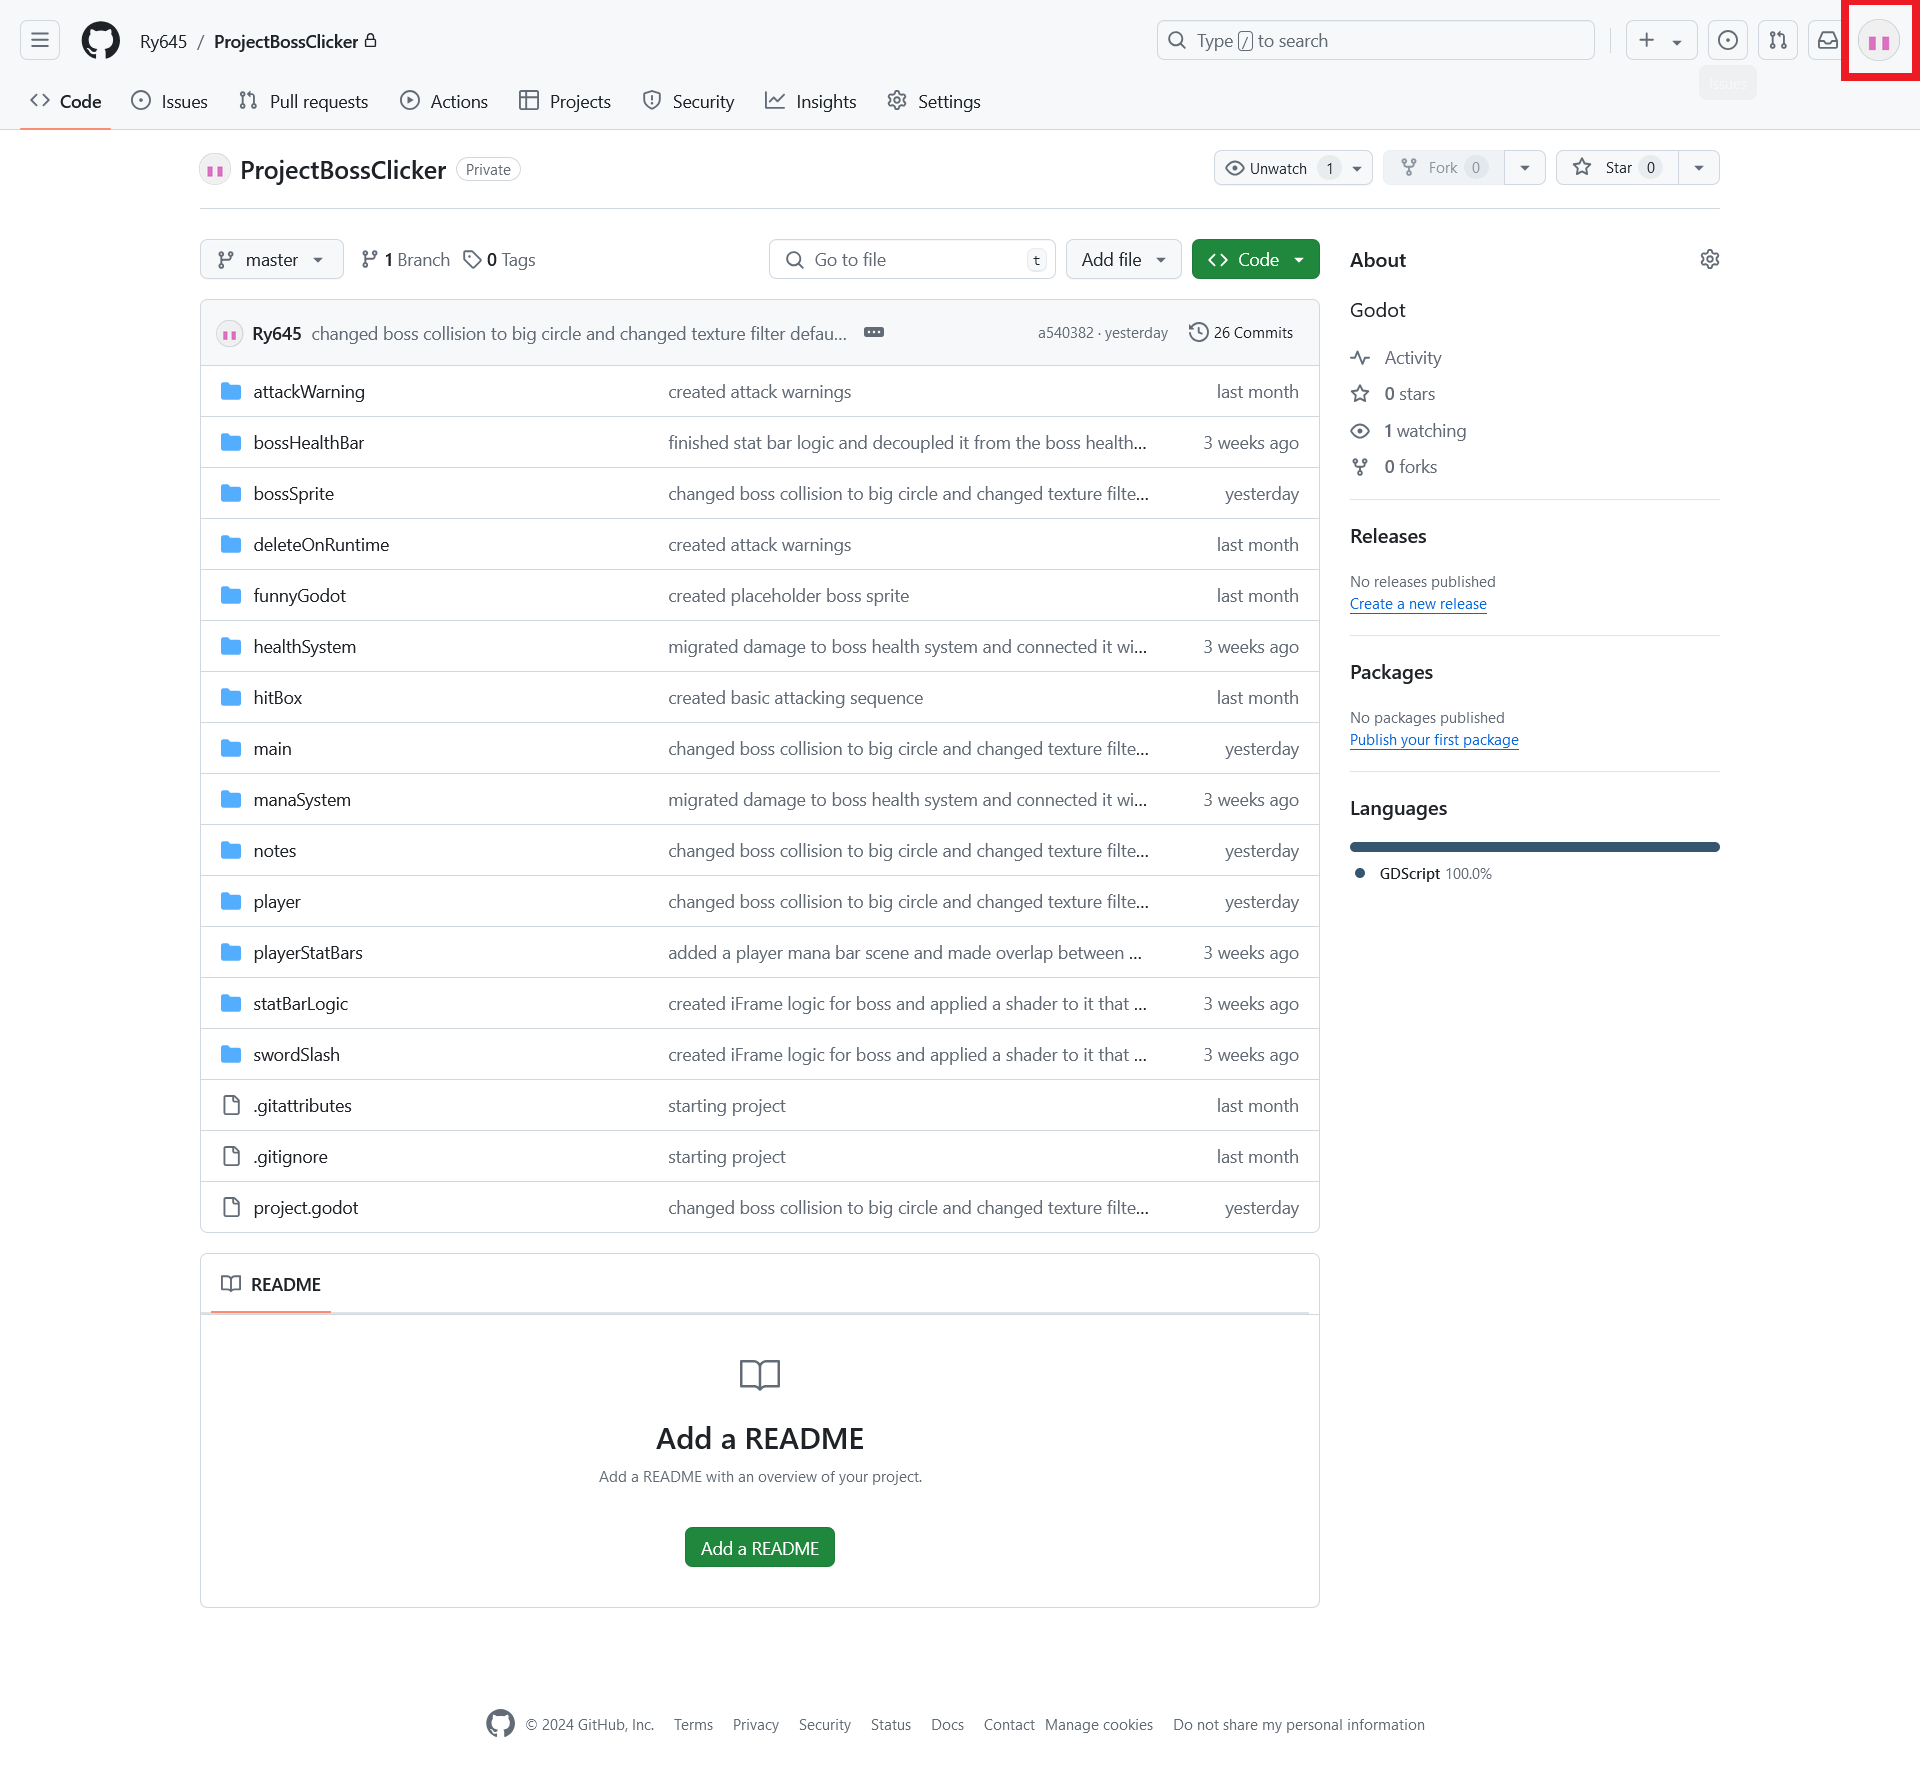 Ry645 / ProjectBossClicker
Type / to search
Code Issues Pull requests Actions Projects Security Insights Settings
Issues
ProjectBossClicker Private
Unwatch 1 Fork 0 Star 0
master 1 Branch 0 Tags
Go to file t Add file Code
Ry645 changed boss collision to big circle and changed texture filter defau... a540382 · yesterday 26 Commits
attackWarning created attack warnings last month
bossHealthBar finished stat bar logic and decoupled it from the boss health... 3 weeks ago
bossSprite changed boss collision to big circle and changed texture filte... yesterday
deleteOnRuntime created attack warnings last month
funnyGodot created placeholder boss sprite last month
healthSystem migrated damage to boss health system and connected it wi... 3 weeks ago
hitBox created basic attacking sequence last month
main changed boss collision to big circle and changed texture filte... yesterday
manaSystem migrated damage to boss health system and connected it wi... 3 weeks ago
notes changed boss collision to big circle and changed texture filte... yesterday
player changed boss collision to big circle and changed texture filte... yesterday
playerStatBars added a player mana bar scene and made overlap between ... 3 weeks ago
statBarLogic created iFrame logic for boss and applied a shader to it that ... 3 weeks ago
swordSlash created iFrame logic for boss and applied a shader to it that ... 3 weeks ago
.gitattributes starting project last month
.gitignore starting project last month
project.godot changed boss collision to big circle and changed texture filte... yesterday
README
Add a README
Add a README with an overview of your project.
Add a README
About
Godot
Activity
0 stars
1 watching
0 forks
Releases
No releases published
Create a new release
Packages
No packages published
Publish your first package
Languages
GDScript 100.0%
© 2024 GitHub, Inc. Terms Privacy Security Status Docs Contact Manage cookies Do not share my personal information